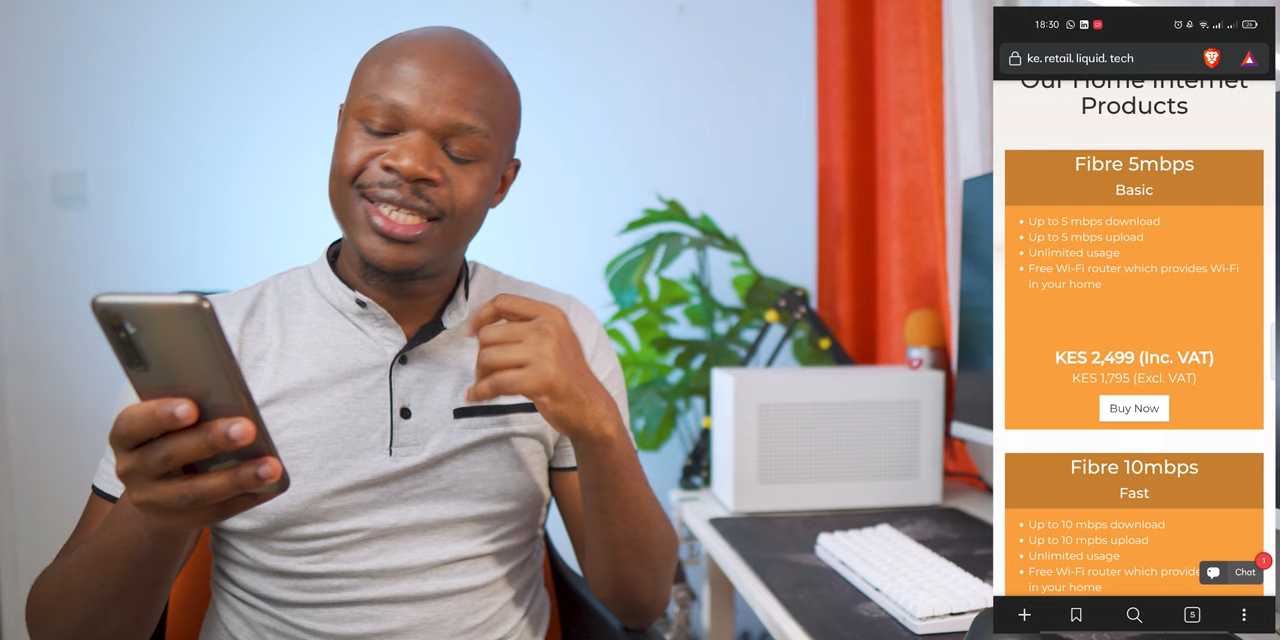 18:30
ke.retail.liquid.tech
Our Home Internet
Products
Fibre 5mbps
Basic
• Up to 5 mbps download
• Up to 5 mbps upload
• Unlimited usage
• Free Wi-Fi router which provides Wi-Fi
in your home
KES 2,499 (Inc. VAT)
KES 1,795 (Excl. VAT)
Buy Now
Fibre 10mbps
Fast
• Up to 10 mbps download
• Up to 10 mpbs upload
• Unlimited usage
• Free Wi-Fi router which provide
in your home
Chat
1
5